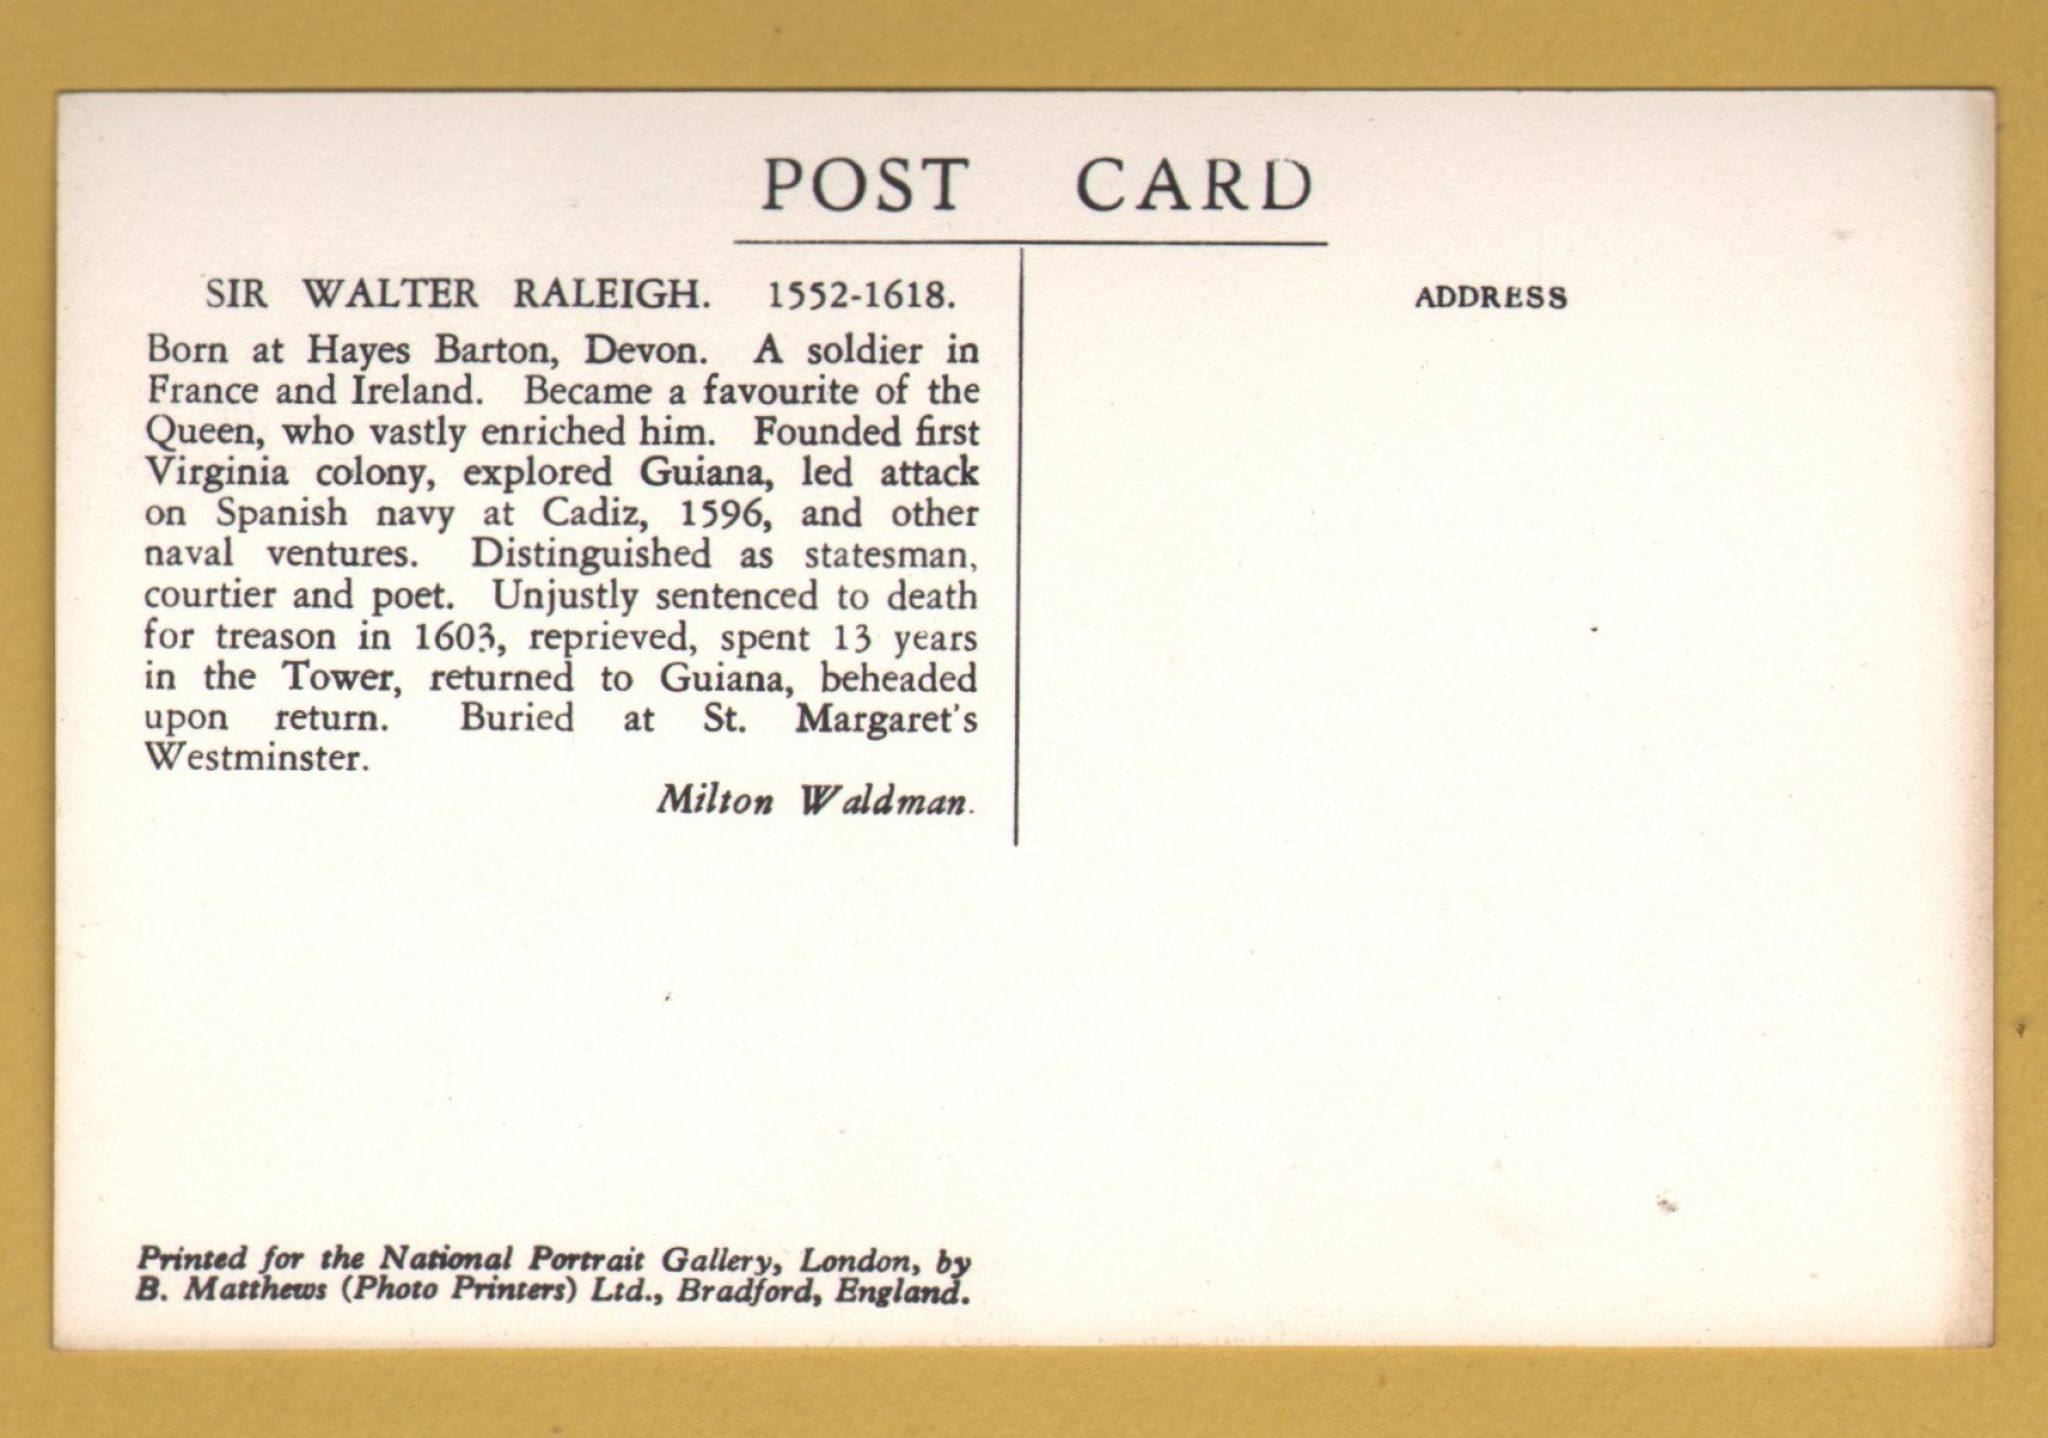 POST CARD
SIR WALTER RALEIGH. 1552-1618.
Born at Hayes Barton, Devon. A soldier in
France and Ireland. Became a favourite of the
Queen, who vastly enriched him. Founded first
Virginia colony, explored Guiana, led attack
on Spanish navy at Cadiz, 1596, and other
naval ventures. Distinguished as statesman,
courtier and poet. Unjustly sentenced to death
for treason in 1603, reprieved, spent 13 years
in the Tower, returned to Guiana, beheaded
upon return. Buried at St. Margaret's
Westminster.
Milton Waldman.
Printed for the National Portrait Gallery, London, by
B. Matthews (Photo Printers) Ltd., Bradford, England.
ADDRESS